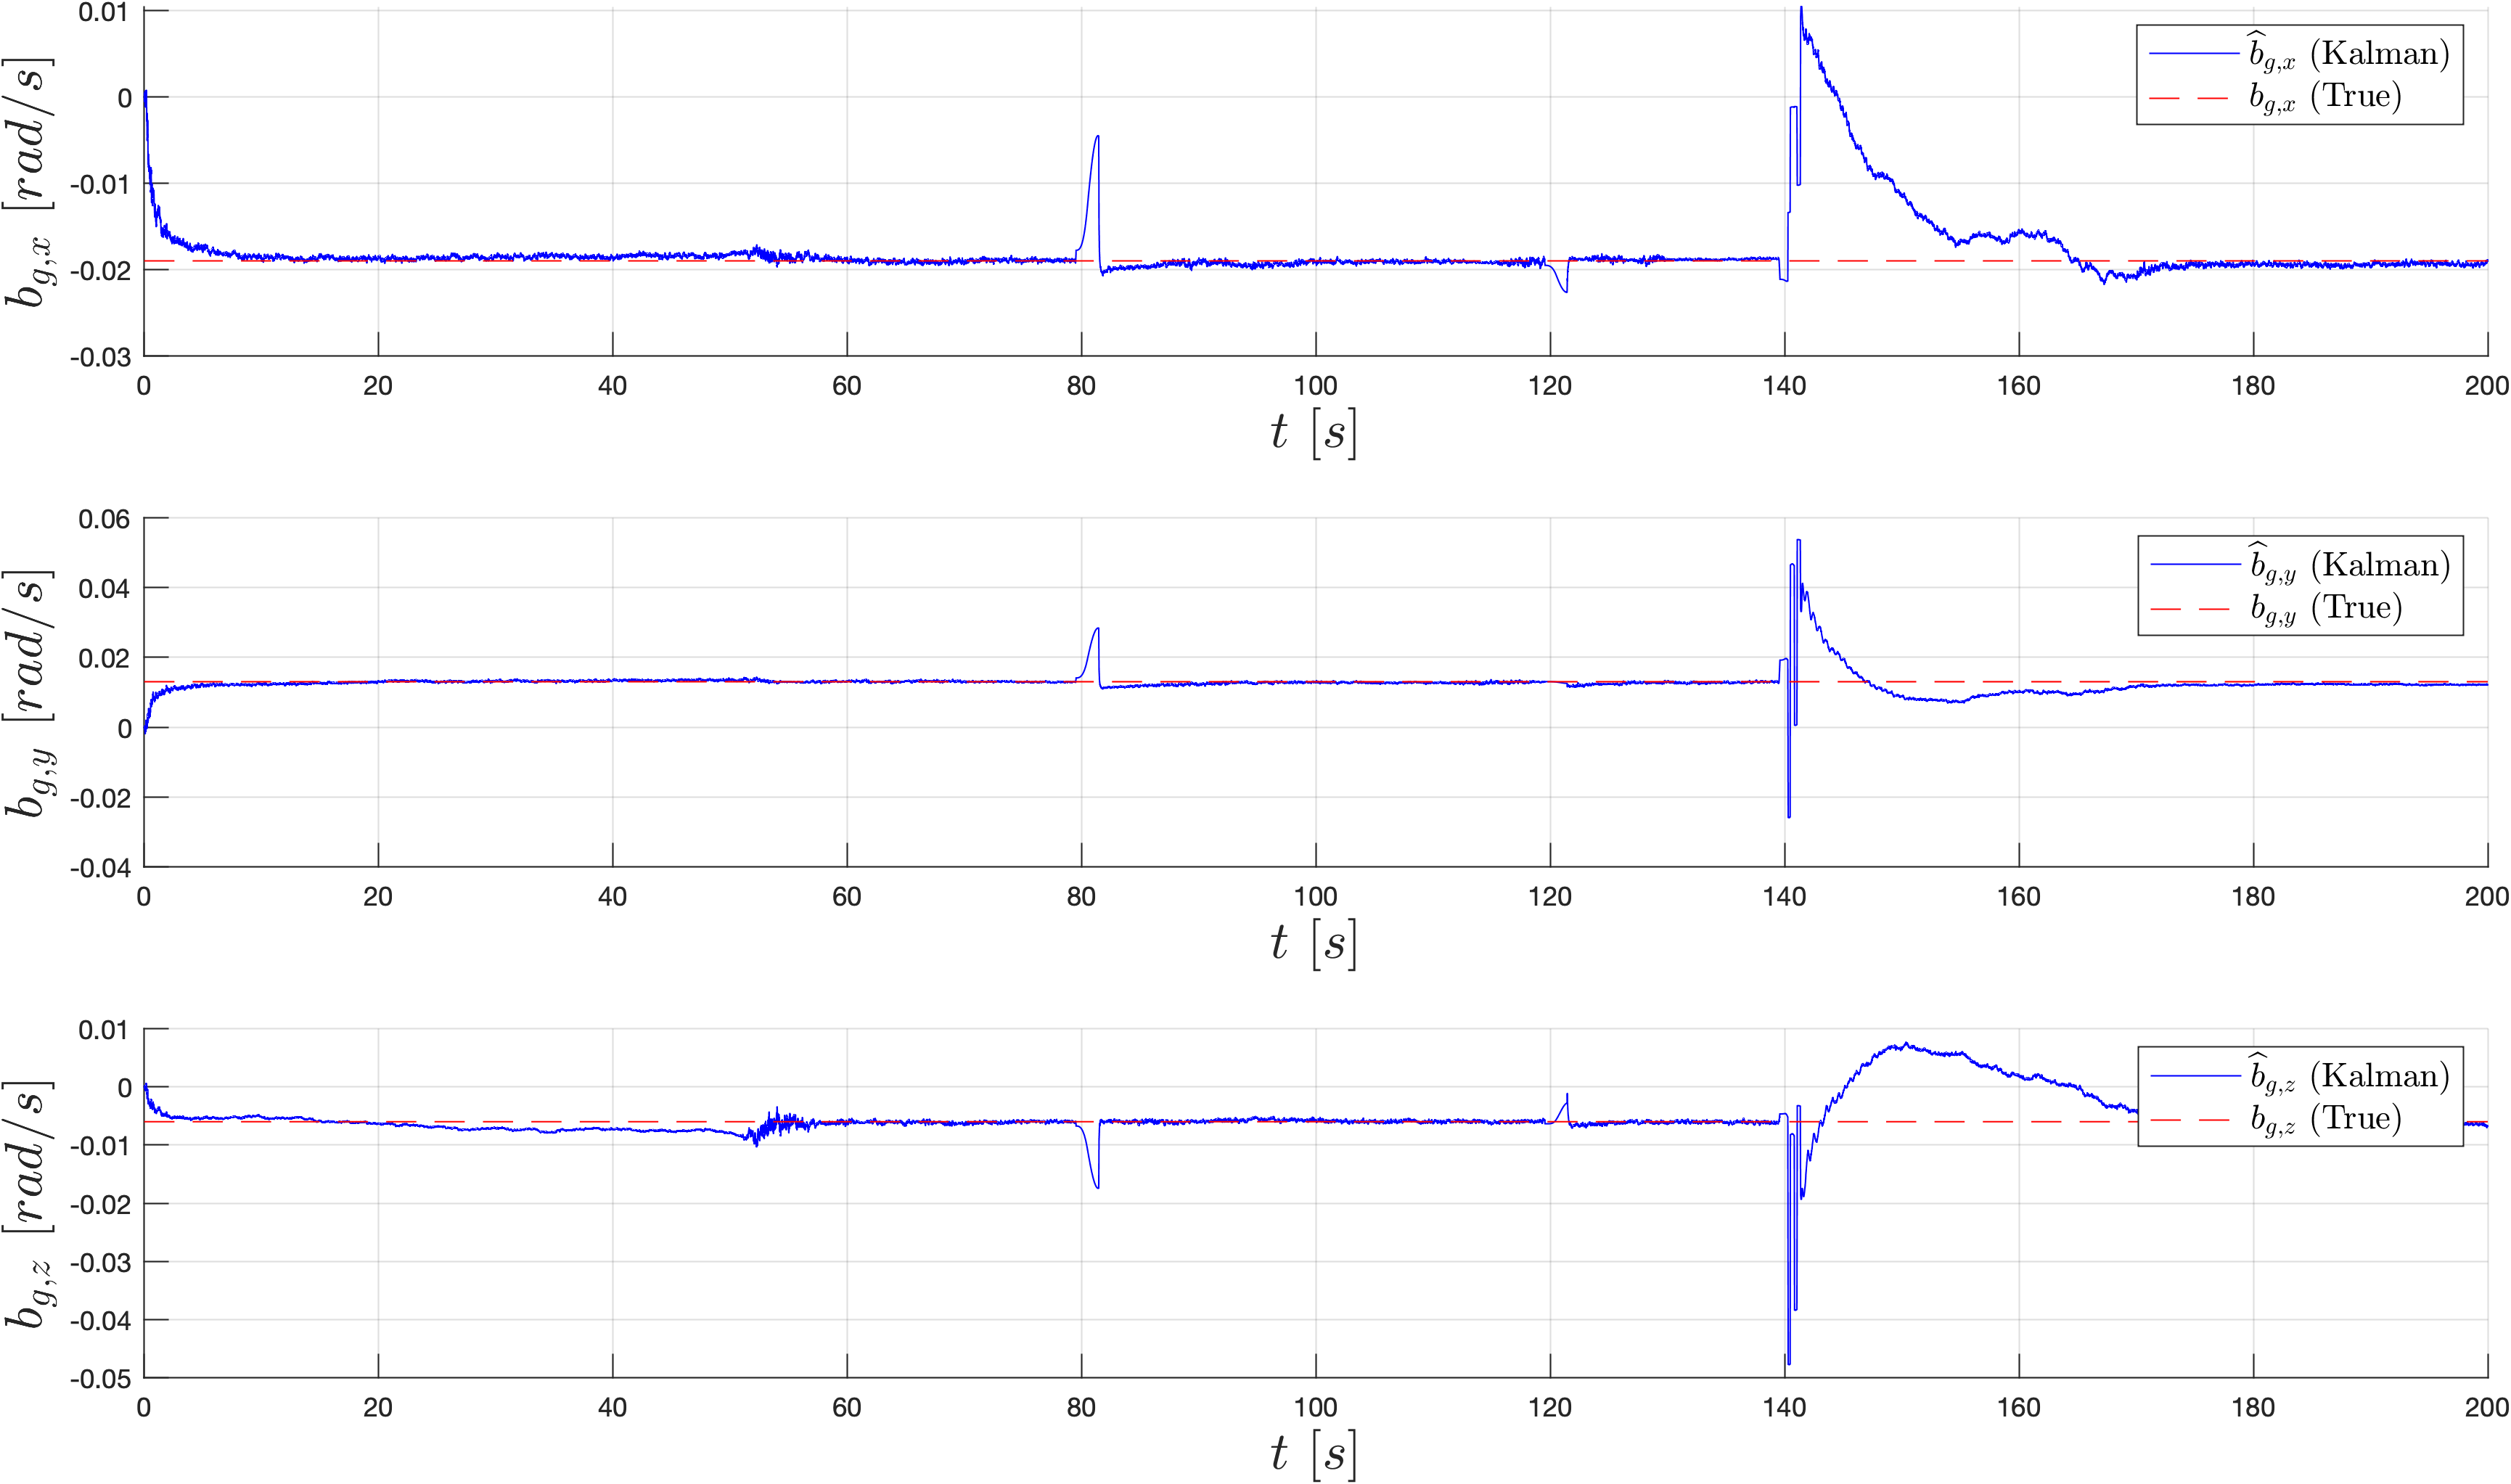 0.01
0
-0.01
-0.02
-0.03
b_{g,x} [rad/s]
\widehat{b}_{g,x} (Kalman)
b_{g,x} (True)
0 20 40 60 80 100 120 140 160 180 200
t [s]
0.06
0.04
0.02
0
-0.02
-0.04
b_{g,y} [rad/s]
\widehat{b}_{g,y} (Kalman)
b_{g,y} (True)
0 20 40 60 80 100 120 140 160 180 200
t [s]
0.01
0
-0.01
-0.02
-0.03
-0.04
-0.05
b_{g,z} [rad/s]
\widehat{b}_{g,z} (Kalman)
b_{g,z} (True)
0 20 40 60 80 100 120 140 160 180 200
t [s]